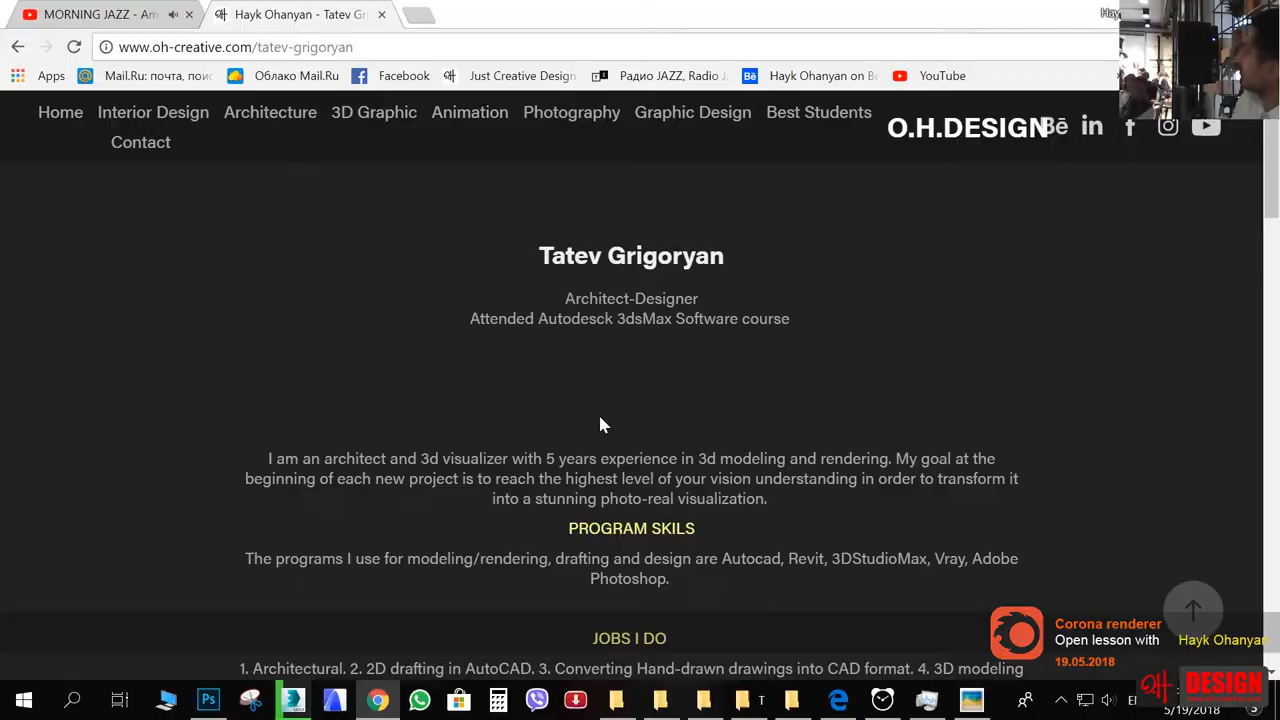 MORNING JAZZ - Am
Hayk Ohanyan - Tatev Gr
www.oh-creative.com/tatev-grigoryan
Apps
Mail.Ru: почта, пои
Облако Mail.Ru
Facebook
Just Creative Design
Радио JAZZ, Radio J
Hayk Ohanyan on Be
YouTube
Hay
Home Interior Design Architecture 3D Graphic Animation Photography Graphic Design Best Students
Contact
O.H.DESIGN
Tatev Grigoryan
Architect-Designer
Attended Autodesck 3dsMax Software course
I am an architect and 3d visualizer with 5 years experience in 3d modeling and rendering. My goal at the
beginning of each new project is to reach the highest level of your vision understanding in order to transform it
into a stunning photo-real visualization.
PROGRAM SKILS
The programs I use for modeling/rendering, drafting and design are Autocad, Revit, 3DStudioMax, Vray, Adobe
Photoshop.
JOBS I DO
1. Architectural. 2. 2D drafting in AutoCAD. 3. Converting Hand-drawn drawings into CAD format. 4. 3D modeling
Corona renderer
Open lesson with Hayk Ohanyan
19.05.2018
DESIGN
5/19/2018